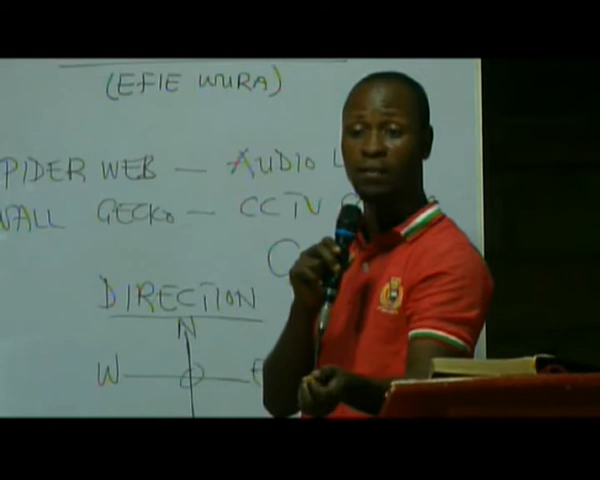 (EFIE WURA)
PIDER WEB — AUDIO L
WALL GECKO — CCTV
DIRECTION
N
W E